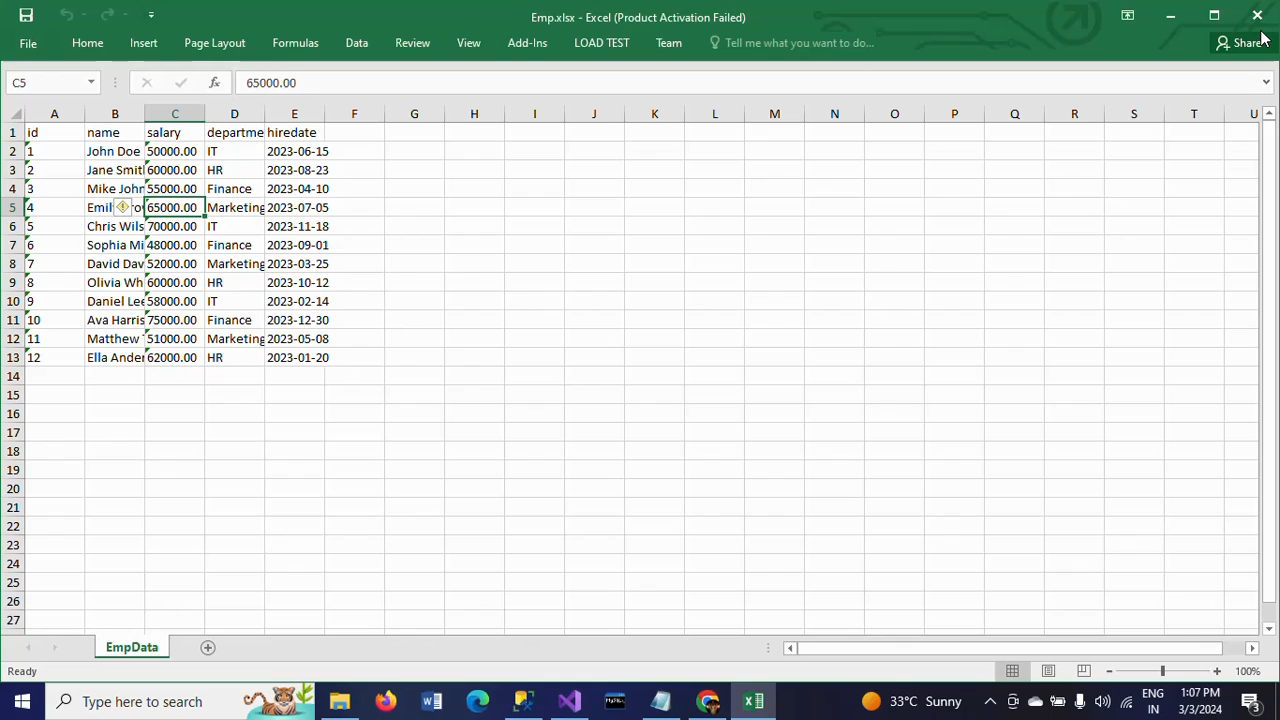 Emp.xlsx - Excel (Product Activation Failed)
File Home Insert Page Layout Formulas Data Review View Add-Ins LOAD TEST Team Tell me what you want to do... Share
C5 fx 65000.00
A B C D E F G H I J K L M N O P Q R S T U
1 id name salary departme hiredate
2 1 John Doe 50000.00 IT 2023-06-15
3 2 Jane Smit 60000.00 HR 2023-08-23
4 3 Mike John 55000.00 Finance 2023-04-10
5 4 Emil 65000.00 Marketing 2023-07-05
6 5 Chris Wils 70000.00 IT 2023-11-18
7 6 Sophia Mi 48000.00 Finance 2023-09-01
8 7 David Dav 52000.00 Marketing 2023-03-25
9 8 Olivia Wh 60000.00 HR 2023-10-12
10 9 Daniel Lee 58000.00 IT 2023-02-14
11 10 Ava Harris 75000.00 Finance 2023-12-30
12 11 Matthew 51000.00 Marketing 2023-05-08
13 12 Ella Ander 62000.00 HR 2023-01-20
14
15
16
17
18
19
20
21
22
23
24
25
26
27
EmpData
Ready 100%
Type here to search 33°C Sunny ENG 1:07 PM
IN 3/3/2024 3